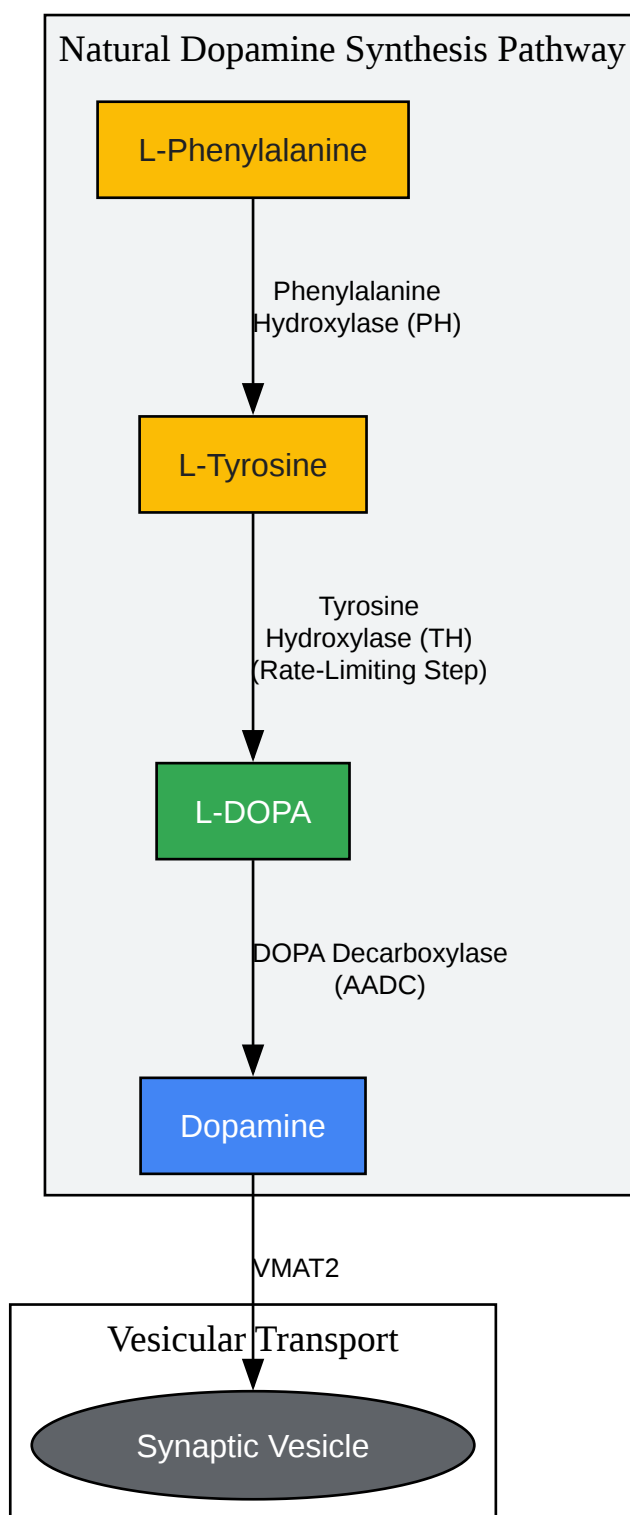 Natural Dopamine Synthesis Pathway
L-Phenylalanine
Phenylalanine
Hydroxylase (PH)
L-Tyrosine
Tyrosine
Hydroxylase (TH)
(Rate-Limiting Step)
L-DOPA
DOPA Decarboxylase
(AADC)
Dopamine
VMAT2
Vesicular Transport
Synaptic Vesicle